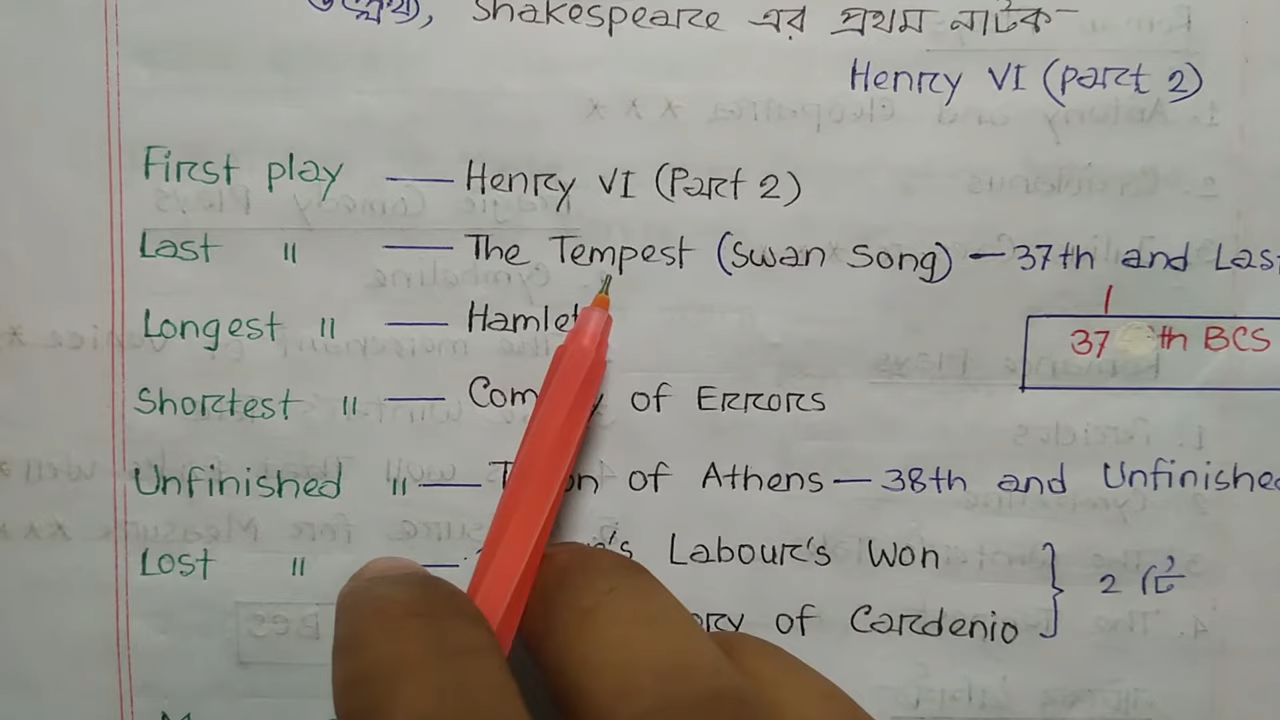 Shakespeare এর প্রথম নাটক-
Henry VI (part 2)
First play — Henry VI (Part 2)
Last " — The Tempest (Swan Song) - 37th and Las
37 th BCS
Longest " — Hamlet
Shortest " — of Errors
Unfinished " — of Athens - 38th and Unfinished
Lost " — Labour's Won
of Cardenio } 2 টি